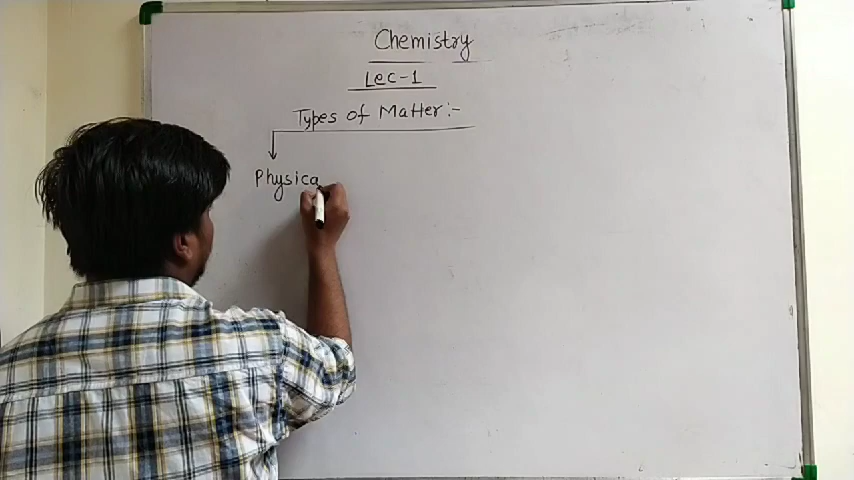 Chemistry
Lec-1
Types of Matter:-
Physica